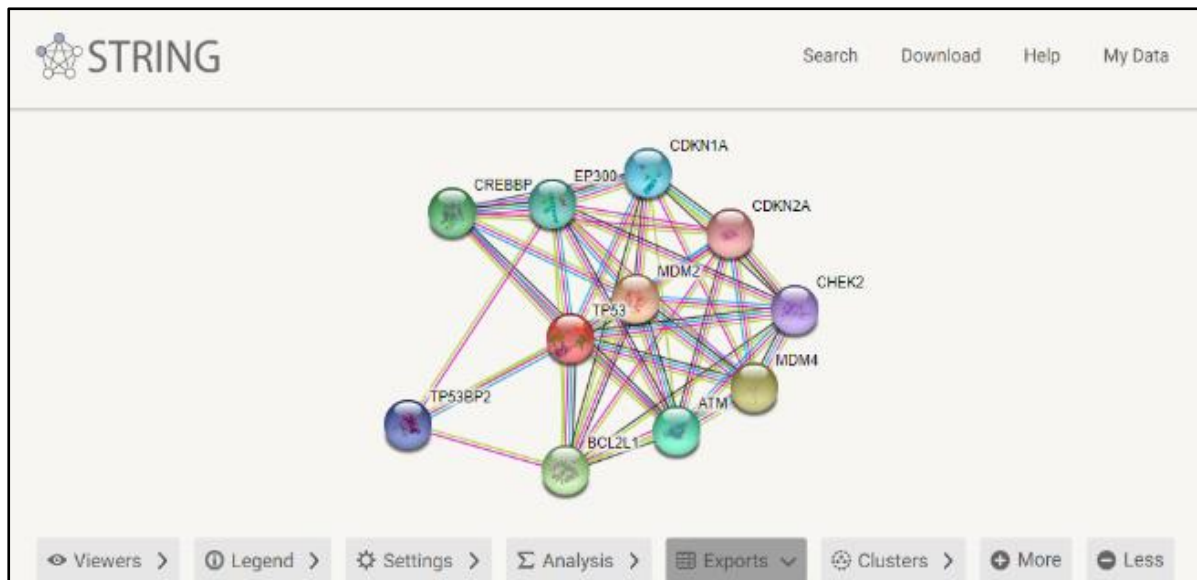 STRING
Search Download Help My Data
CDKN1A
CREBBP EP300
CDKN2A
MDM2
CHEK2
TP53
MDM4
TP53BP2
ATM
BCL2L1
Viewers Legend Settings Analysis Exports Clusters More Less